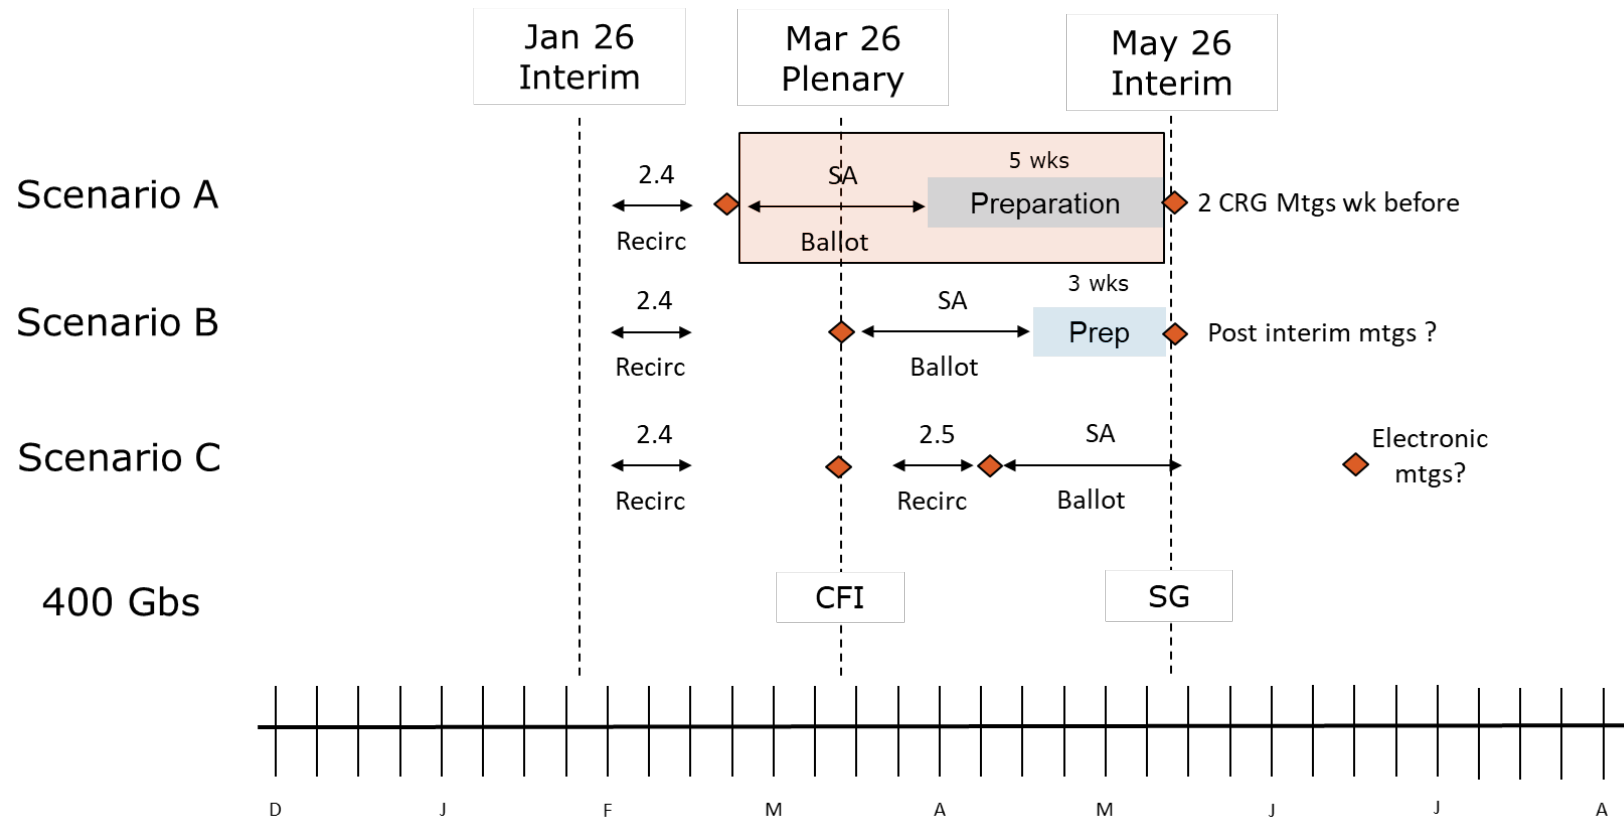 Jan 26
Interim
Mar 26
Plenary
May 26
Interim
Scenario A
2.4
Recirc
SA
Ballot
5 wks
Preparation
2 CRG Mtgs wk before
Scenario B
2.4
Recirc
SA
Ballot
3 wks
Prep
Post interim mtgs ?
Scenario C
2.4
Recirc
2.5
Recirc
SA
Ballot
Electronic
mtgs?
400 Gbs
CFI
SG
D J F M A M J J A